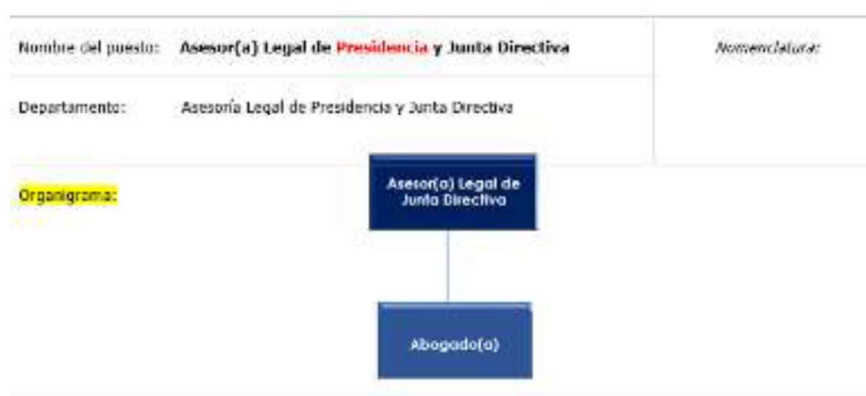 Nombre del puesto: Asesor(a) Legal de Presidencia y Junta Directiva Nomenclatura:
Departamento: Asesoría Legal de Presidencia y Junta Directiva
Organigrama:
Asesor(a) Legal de
Junta Directiva
Abogado(a)